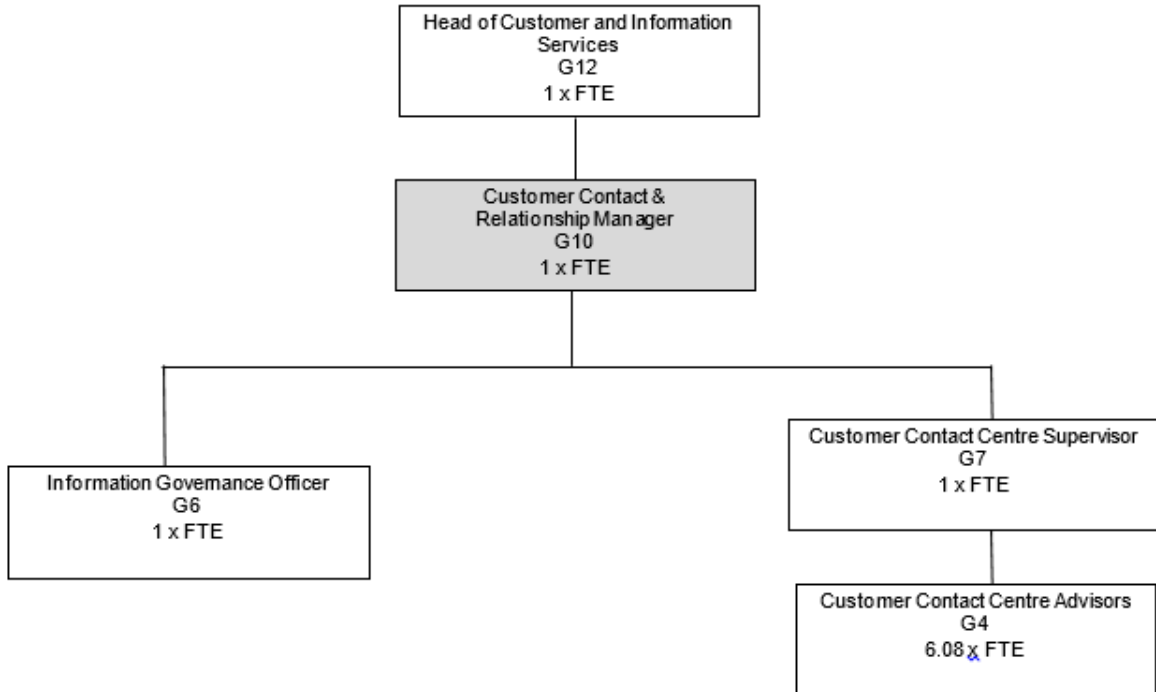 Head of Customer and Information
Services
G12
1 x FTE
Customer Contact &
Relationship Manager
G10
1 x FTE
Information Governance Officer
G6
1 x FTE
Customer Contact Centre Supervisor
G7
1 x FTE
Customer Contact Centre Advisors
G4
6.08 x FTE